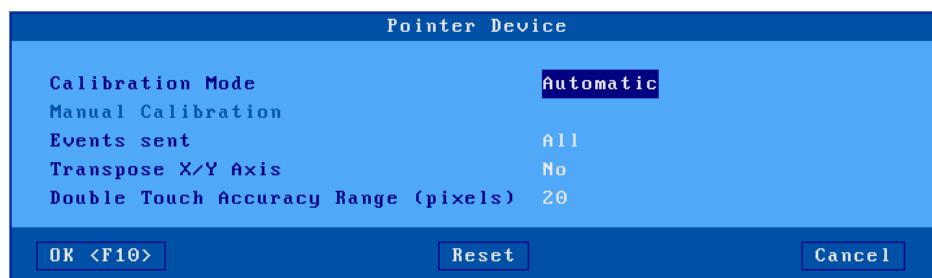 Pointer Device
Calibration Mode Automatic
Manual Calibration
Events sent All
Transpose X/Y Axis No
Double Touch Accuracy Range (pixels) 20
OK <F10> Reset Cancel